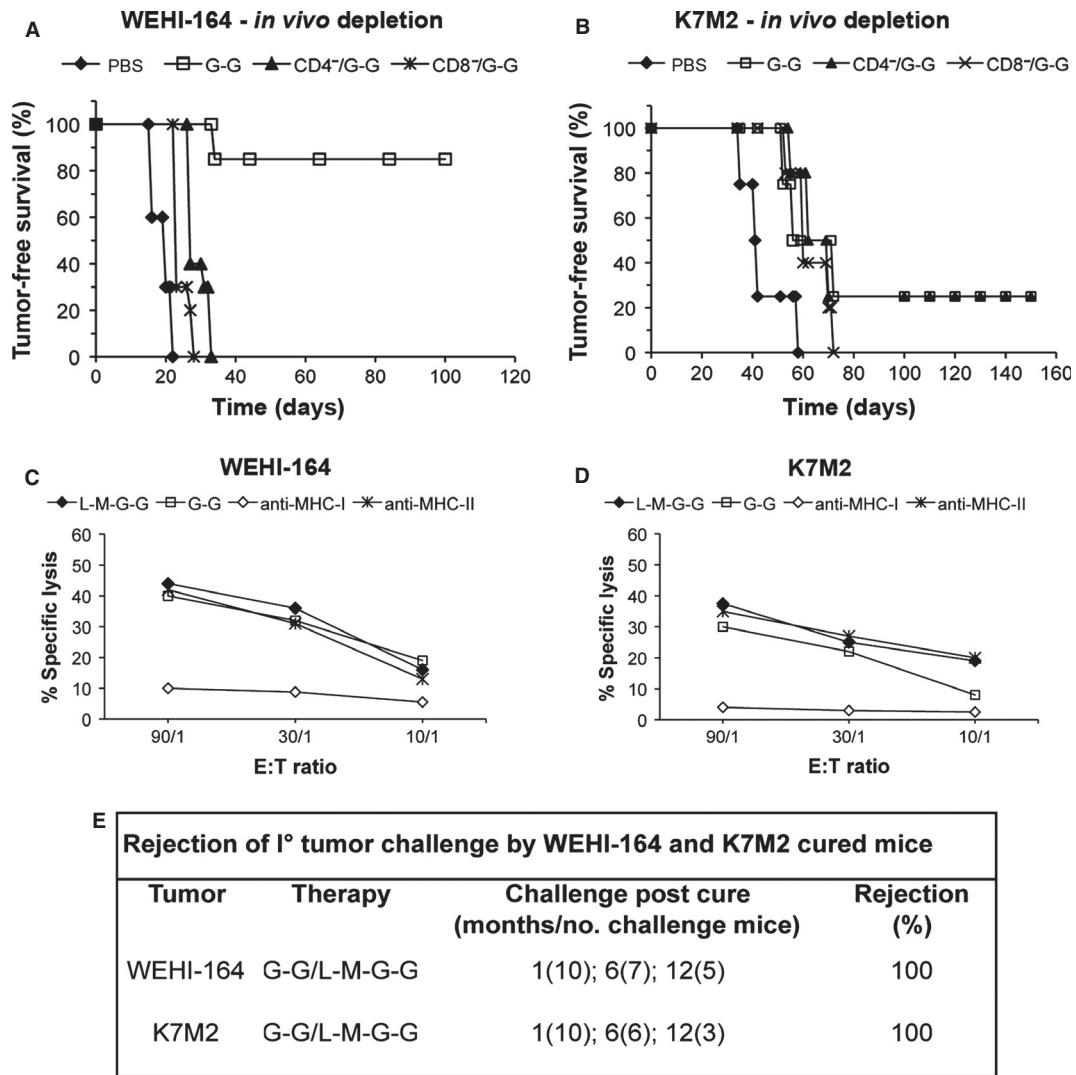 A
WEHI-164 - in vivo depletion
PBS G-G CD4⁻/G-G CD8⁻/G-G
Tumor-free survival (%)
100
80
60
40
20
0
0 20 40 60 80 100 120
Time (days)
B
K7M2 - in vivo depletion
PBS G-G CD4⁻/G-G CD8⁻/G-G
Tumor-free survival (%)
100
80
60
40
20
0
0 20 40 60 80 100 120 140 160
Time (days)
C
WEHI-164
L-M-G-G G-G anti-MHC-I anti-MHC-II
% Specific lysis
60
50
40
30
20
10
0
90/1 30/1 10/1
E:T ratio
D
K7M2
L-M-G-G G-G anti-MHC-I anti-MHC-II
% Specific lysis
60
50
40
30
20
10
0
90/1 30/1 10/1
E:T ratio
E
Rejection of I° tumor challenge by WEHI-164 and K7M2 cured mice
Tumor Therapy Challenge post cure Rejection
(months/no. challenge mice) (%)
WEHI-164 G-G/L-M-G-G 1(10); 6(7); 12(5) 100
K7M2 G-G/L-M-G-G 1(10); 6(6); 12(3) 100